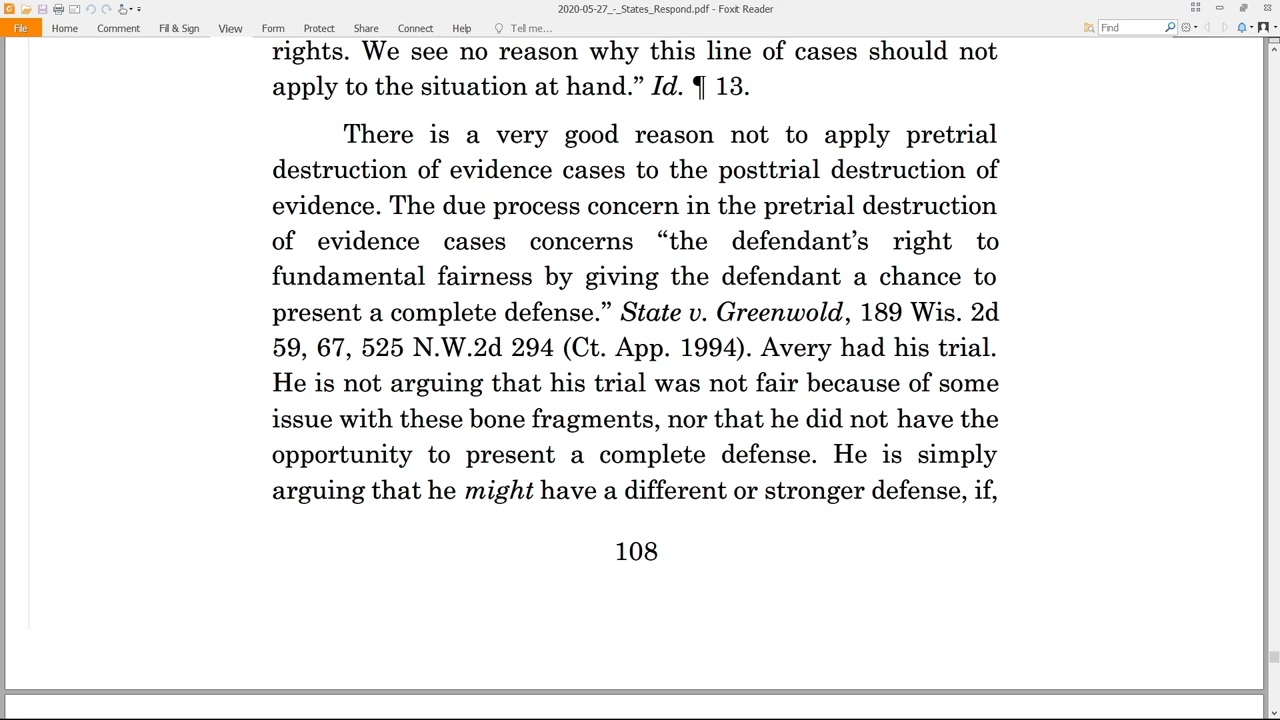 2020-05-27_-_States_Respond.pdf - Foxit Reader
File Home Comment Fill & Sign View Form Protect Share Connect Help Tell me... Find
rights. We see no reason why this line of cases should not
apply to the situation at hand.” Id. ¶ 13.
There is a very good reason not to apply pretrial
destruction of evidence cases to the posttrial destruction of
evidence. The due process concern in the pretrial destruction
of evidence cases concerns “the defendant’s right to
fundamental fairness by giving the defendant a chance to
present a complete defense.” State v. Greenwold, 189 Wis. 2d
59, 67, 525 N.W.2d 294 (Ct. App. 1994). Avery had his trial.
He is not arguing that his trial was not fair because of some
issue with these bone fragments, nor that he did not have the
opportunity to present a complete defense. He is simply
arguing that he might have a different or stronger defense, if,
108